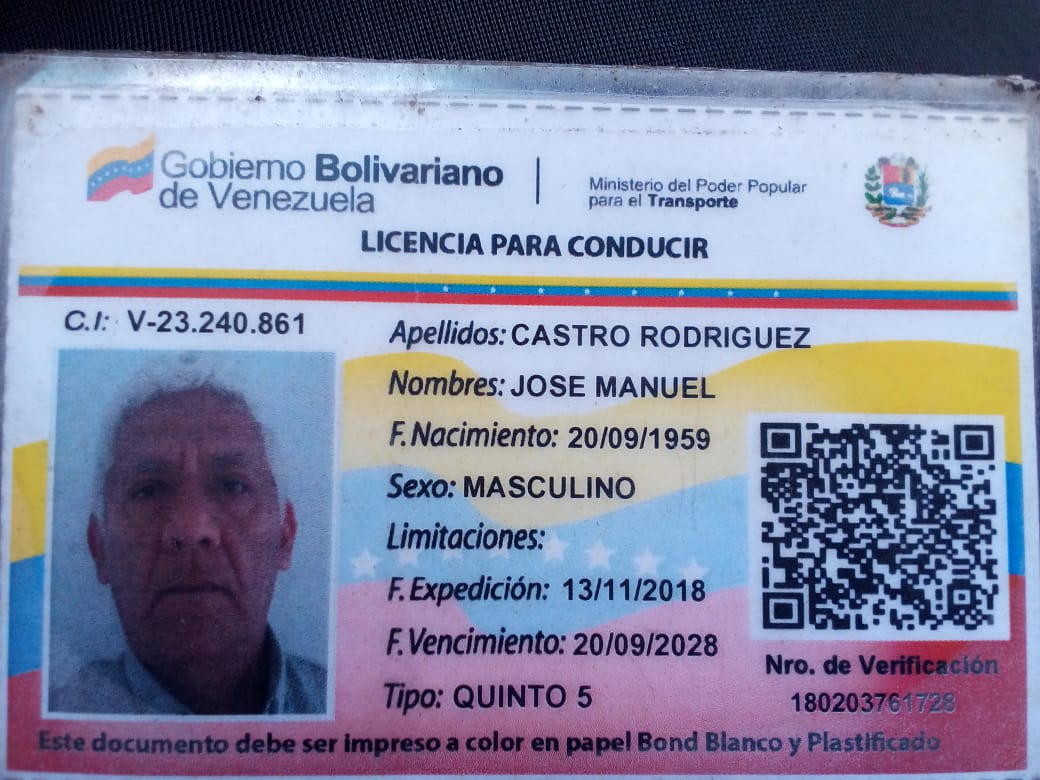 Gobierno Bolivariano
de Venezuela
Ministerio del Poder Popular
para el Transporte
LICENCIA PARA CONDUCIR
C.I: V-23.240.861
Apellidos: CASTRO RODRIGUEZ
Nombres: JOSE MANUEL
F. Nacimiento: 20/09/1959
Sexo: MASCULINO
Limitaciones:
F. Expedición: 13/11/2018
F. Vencimiento: 20/09/2028
Tipo: QUINTO 5
Nro. de Verificación
180203761728
Este documento debe ser impreso a color en papel Bond Blanco y Plastificado